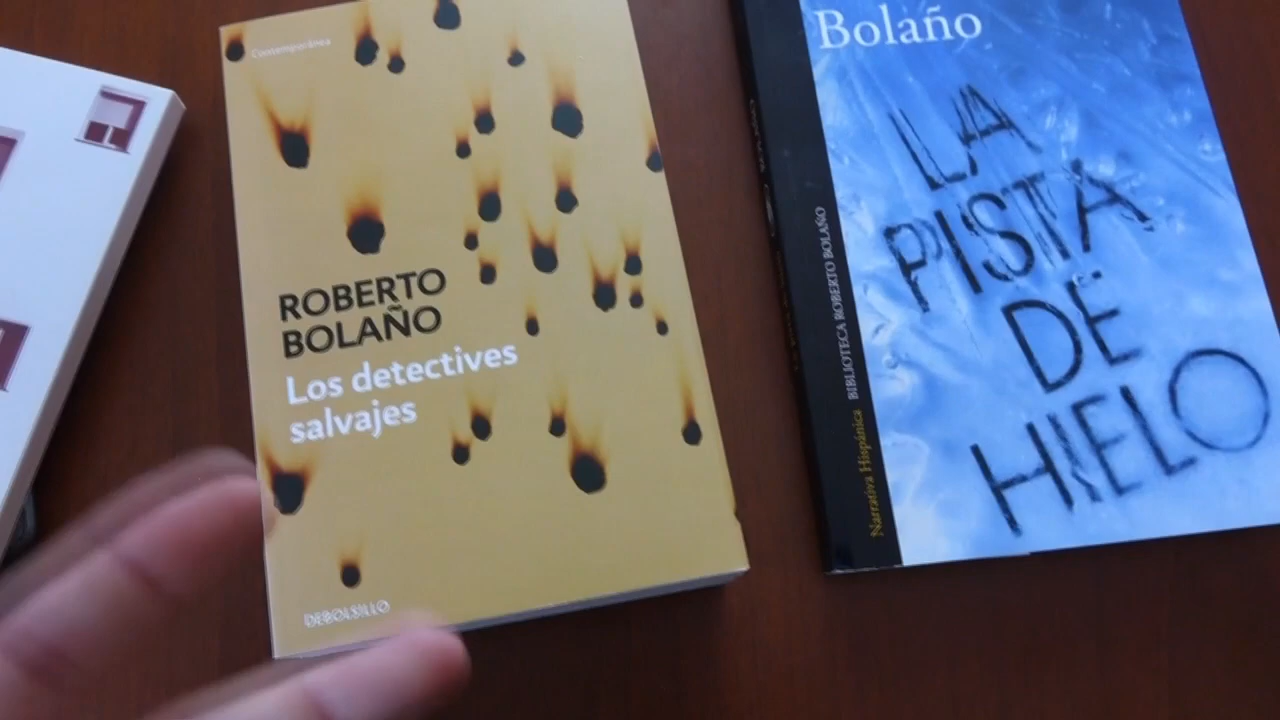 Contemporánea
ROBERTO
BOLAÑO
Los detectives
salvajes
DEBOLSILLO
Bolaño
LA
PISTA
DE
HIELO
Narrativa Hispánica BIBLIOTECA ROBERTO BOLAÑO